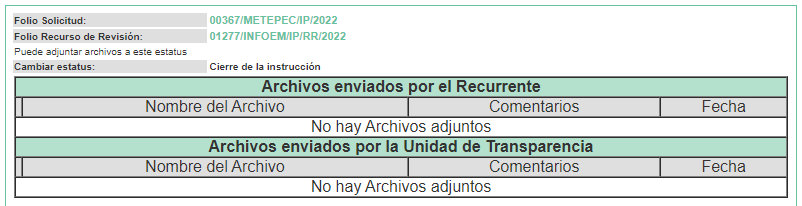 Folio Solicitud: 00367/METEPEC/IP/2022
Folio Recurso de Revisión: 01277/INFOEM/IP/RR/2022
Puede adjuntar archivos a este estatus
Cambiar estatus: Cierre de la instrucción
Archivos enviados por el Recurrente
Nombre del Archivo Comentarios Fecha
No hay Archivos adjuntos
Archivos enviados por la Unidad de Transparencia
Nombre del Archivo Comentarios Fecha
No hay Archivos adjuntos